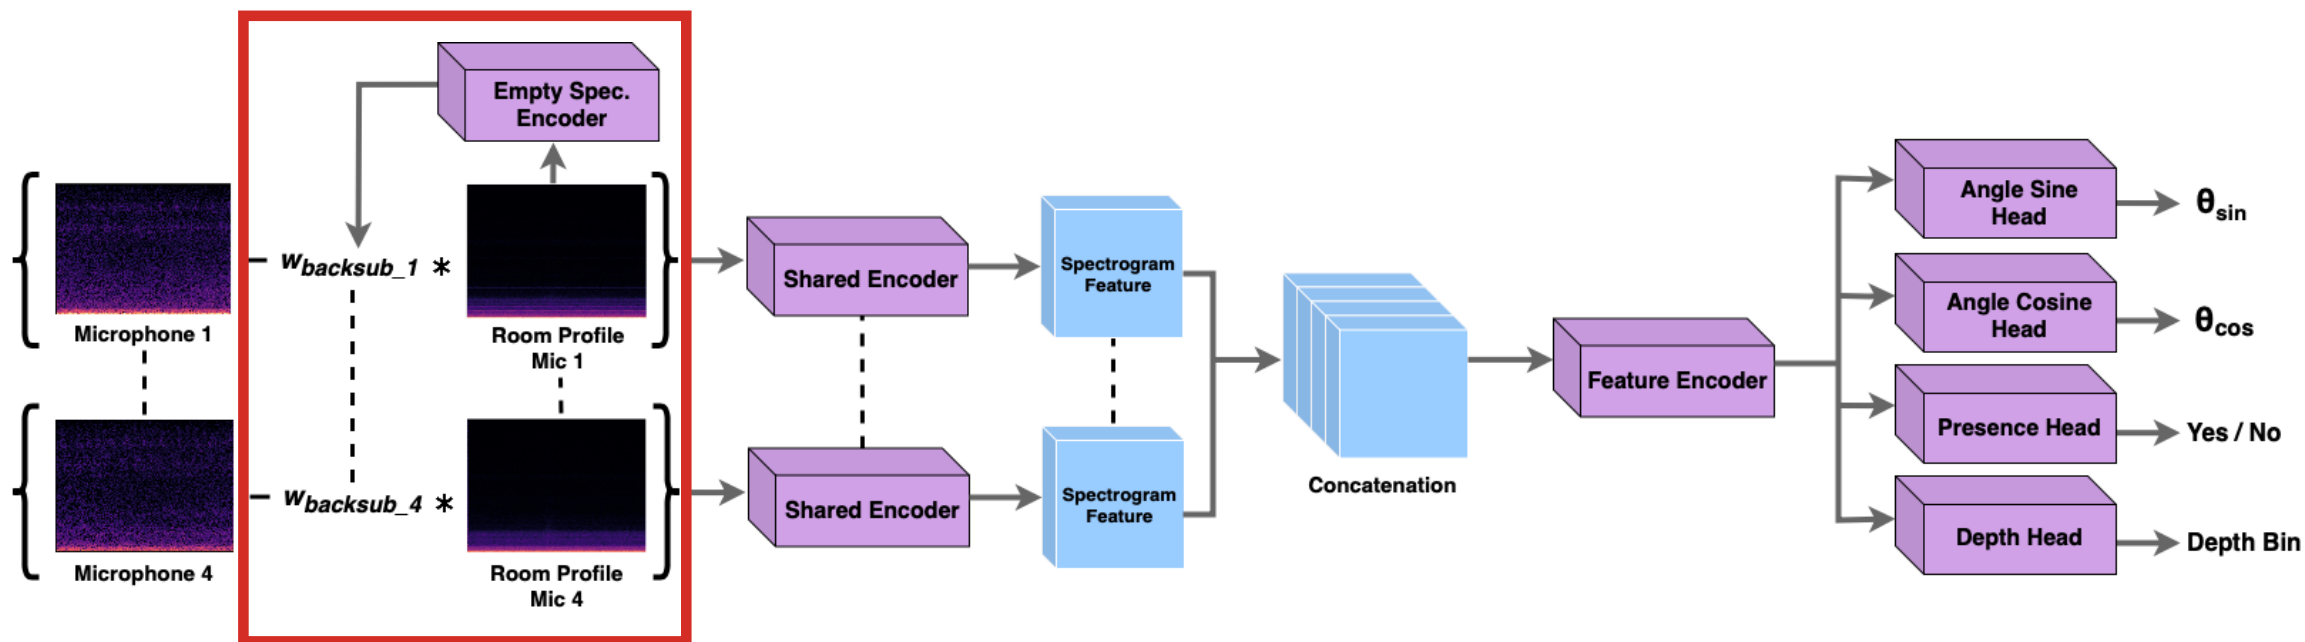 Empty Spec.
Encoder
Microphone 1
– w_backsub_1 *
Room Profile
Mic 1
Microphone 4
– w_backsub_4 *
Room Profile
Mic 4
Shared Encoder
Shared Encoder
Spectrogram
Feature
Spectrogram
Feature
Concatenation
Feature Encoder
Angle Sine
Head
θsin
Angle Cosine
Head
θcos
Presence Head
Yes / No
Depth Head
Depth Bin